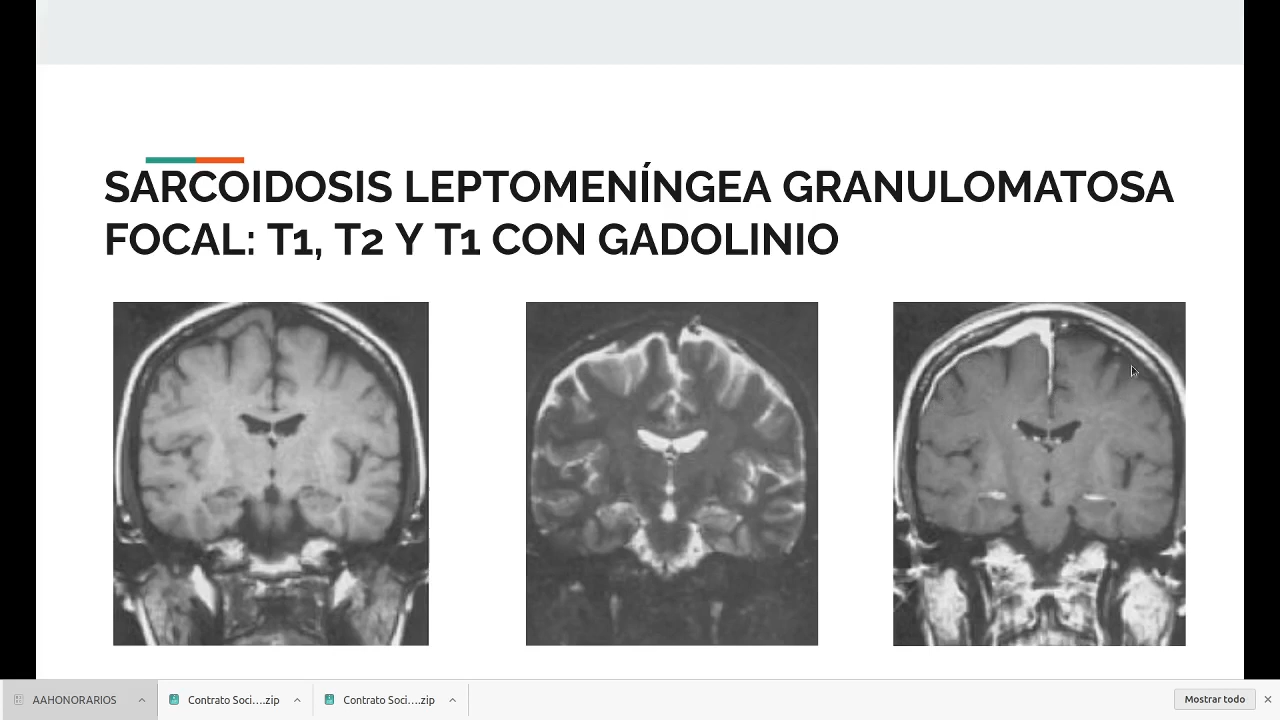 SARCOIDOSIS LEPTOMENÍNGEA GRANULOMATOSA
FOCAL: T1, T2 Y T1 CON GADOLINIO
AAHONORARIOS
Contrato Soci....zip
Contrato Soci....zip
Mostrar todo